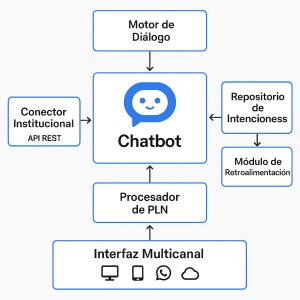 Motor de
Diálogo
Conector
Institucional
API REST
Chatbot
Repositorio
de
Intencioness
Módulo de
Retroalimentación
Procesador
de PLN
Interfaz Multicanal